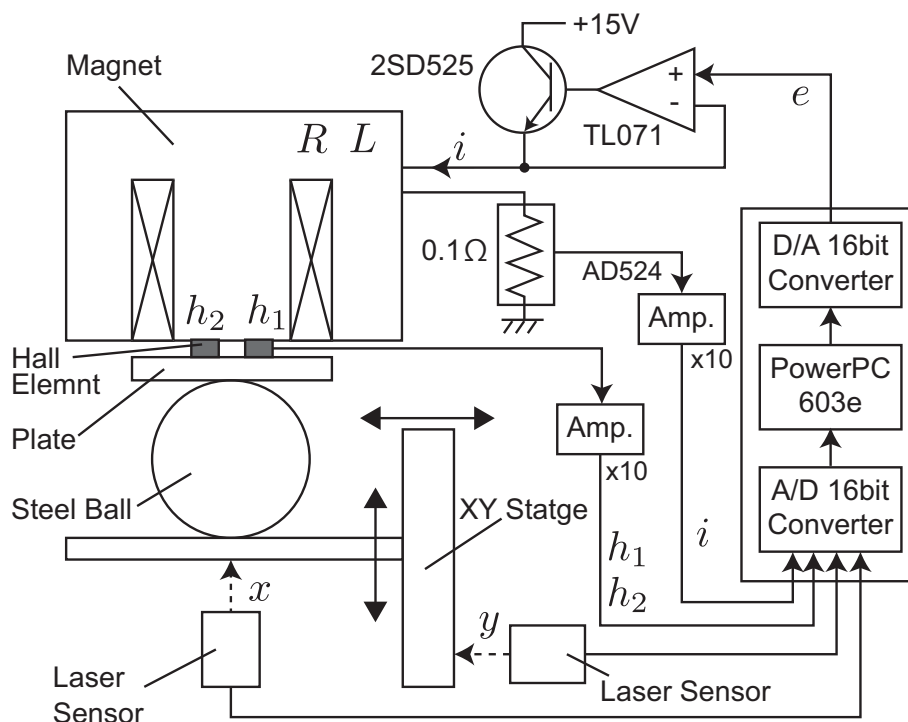 +15V
2SD525
Magnet
+
-
e
TL071
R L
i
0.1Ω
AD524
D/A 16bit
Converter
Amp.
x10
h2
h1
Hall
Elemnt
PowerPC
603e
Plate
Amp.
x10
A/D 16bit
Converter
Steel Ball
XY Statge
i
h1
h2
x
y
Laser
Sensor
Laser Sensor